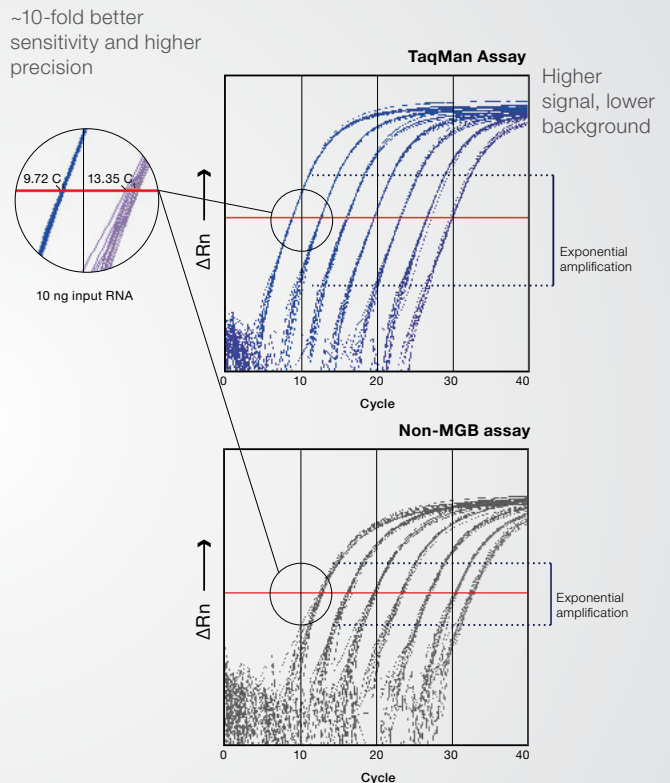 ~10-fold better
sensitivity and higher
precision
TaqMan Assay
Higher
signal, lower
background
9.72 C
13.35 C
10 ng input RNA
ΔRn
Exponential
amplification
0 10 20 30 40
Cycle
Non-MGB assay
ΔRn
Exponential
amplification
0 10 20 30 40
Cycle